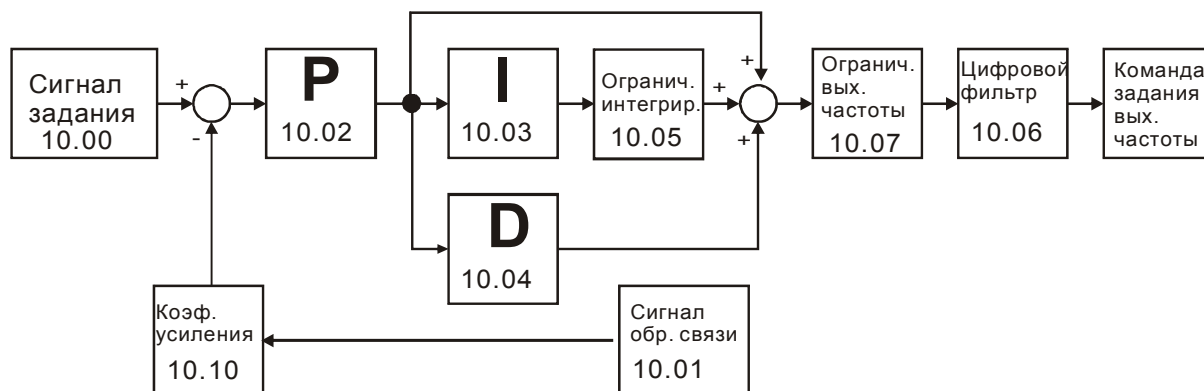 Сигнал
задания
10.00
+
-
P
10.02
I
10.03
Огранич.
интегрир.
10.05
+
+
+
Огранич.
вых.
частоты
10.07
Цифровой
фильтр
10.06
Команда
задания
вых.
частоты
D
10.04
Коэф.
усиления
10.10
Сигнал
обр. связи
10.01